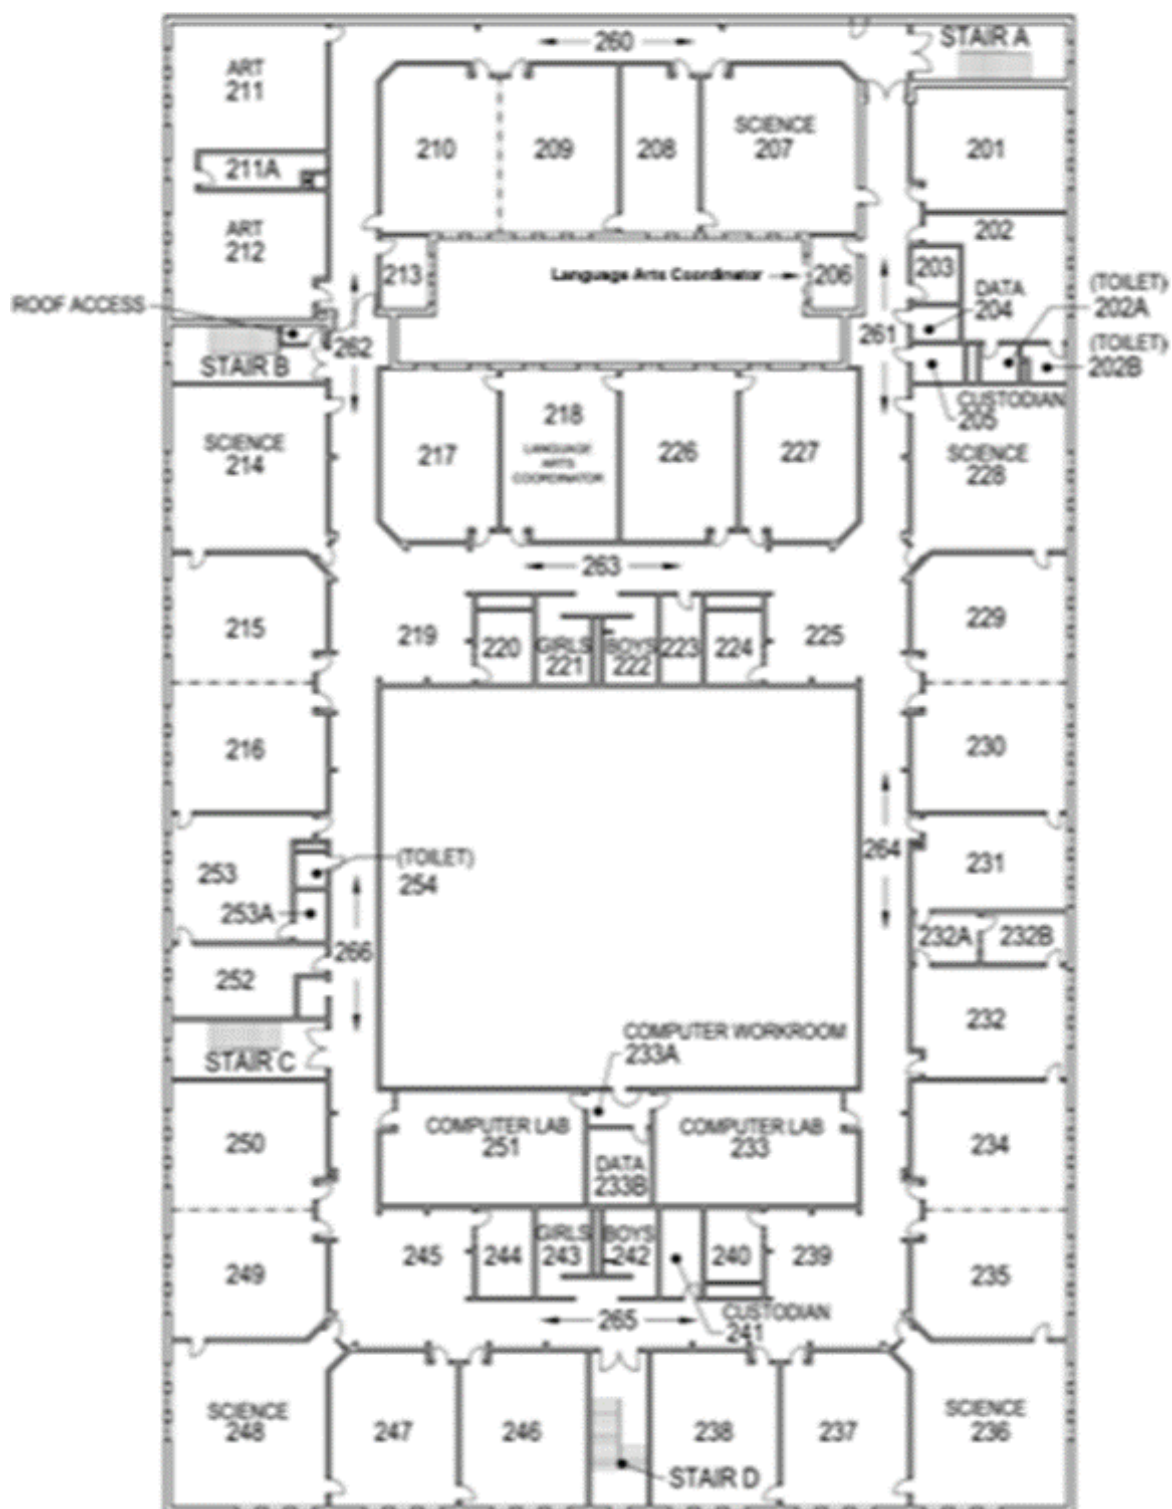 260
STAIR A
ART
211
210
209
208
SCIENCE
207
201
211A
ART
212
202
213
Language Arts Coordinator
206
203
DATA
204
(TOILET)
202A
ROOF ACCESS
262
261
(TOILET)
202B
STAIR B
CUSTODIAN
205
SCIENCE
214
217
218
LANGUAGE
ARTS
COORDINATOR
226
227
SCIENCE
228
263
215
219
220
GIRLS
221
BOYS
222
223
224
225
229
216
230
264
253
(TOILET)
254
231
253A
266
232A
232B
252
232
COMPUTER WORKROOM
233A
STAIR C
250
COMPUTER LAB
251
DATA
233B
COMPUTER LAB
233
234
249
245
244
GIRLS
243
BOYS
242
240
239
235
265
CUSTODIAN
241
SCIENCE
248
247
246
238
237
SCIENCE
236
STAIR D